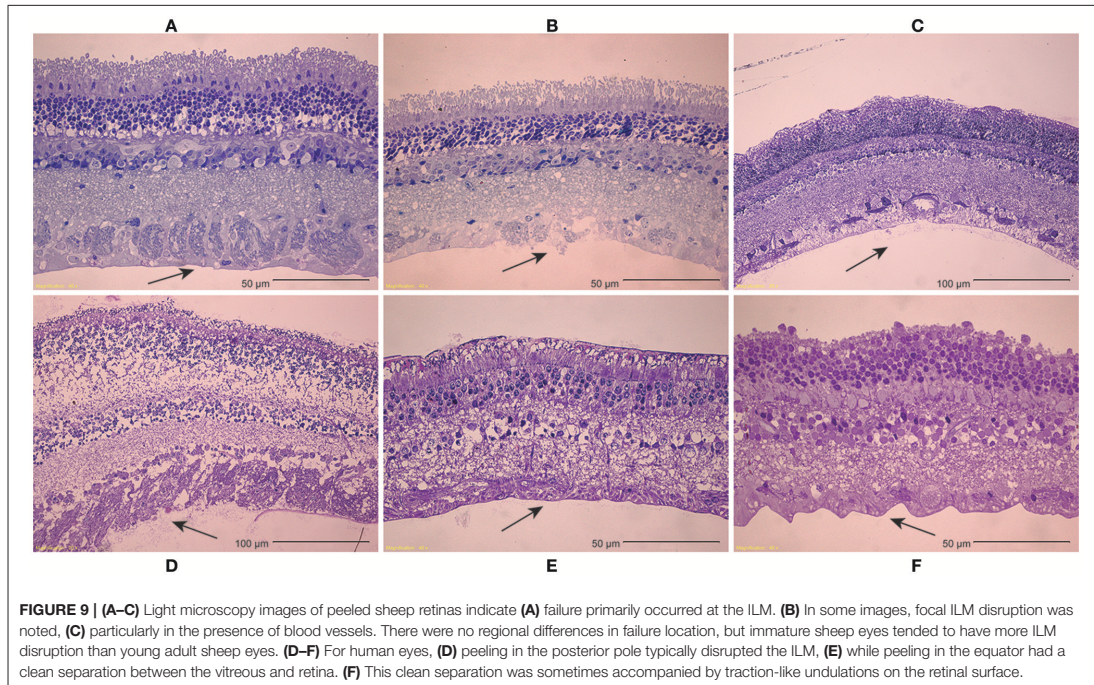 A B C
50 μm 50 μm 100 μm
100 μm 50 μm 50 μm
D E F
FIGURE 9 | (A–C) Light microscopy images of peeled sheep retinas indicate (A) failure primarily occurred at the ILM. (B) In some images, focal ILM disruption was
noted, (C) particularly in the presence of blood vessels. There were no regional differences in failure location, but immature sheep eyes tended to have more ILM
disruption than young adult sheep eyes. (D–F) For human eyes, (D) peeling in the posterior pole typically disrupted the ILM, (E) while peeling in the equator had a
clean separation between the vitreous and retina. (F) This clean separation was sometimes accompanied by traction-like undulations on the retinal surface.